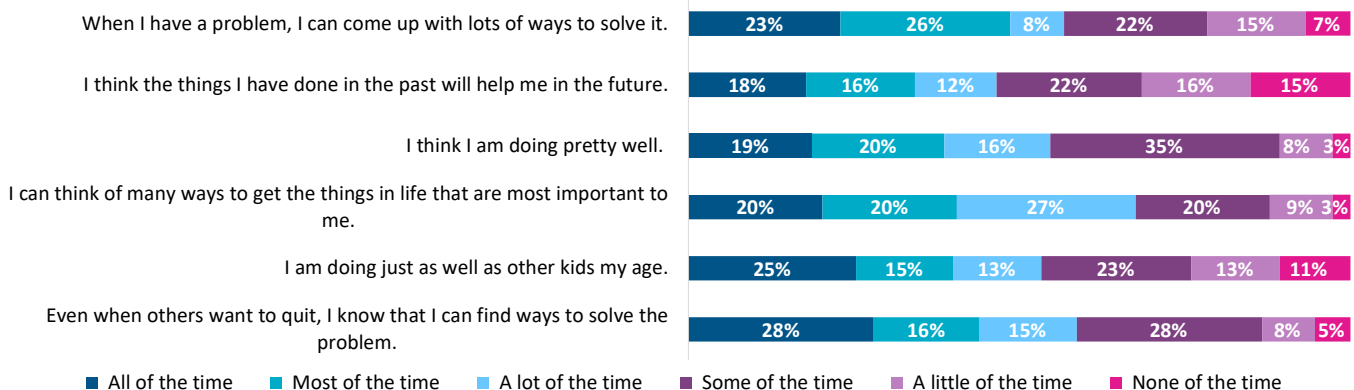 When I have a problem, I can come up with lots of ways to solve it.
23% 26% 8% 22% 15% 7%
I think the things I have done in the past will help me in the future.
18% 16% 12% 22% 16% 15%
I think I am doing pretty well.
19% 20% 16% 35% 8% 3%
I can think of many ways to get the things in life that are most important to
me.
20% 20% 27% 20% 9% 3%
I am doing just as well as other kids my age.
25% 15% 13% 23% 13% 11%
Even when others want to quit, I know that I can find ways to solve the
problem.
28% 16% 15% 28% 8% 5%
All of the time Most of the time A lot of the time Some of the time A little of the time None of the time